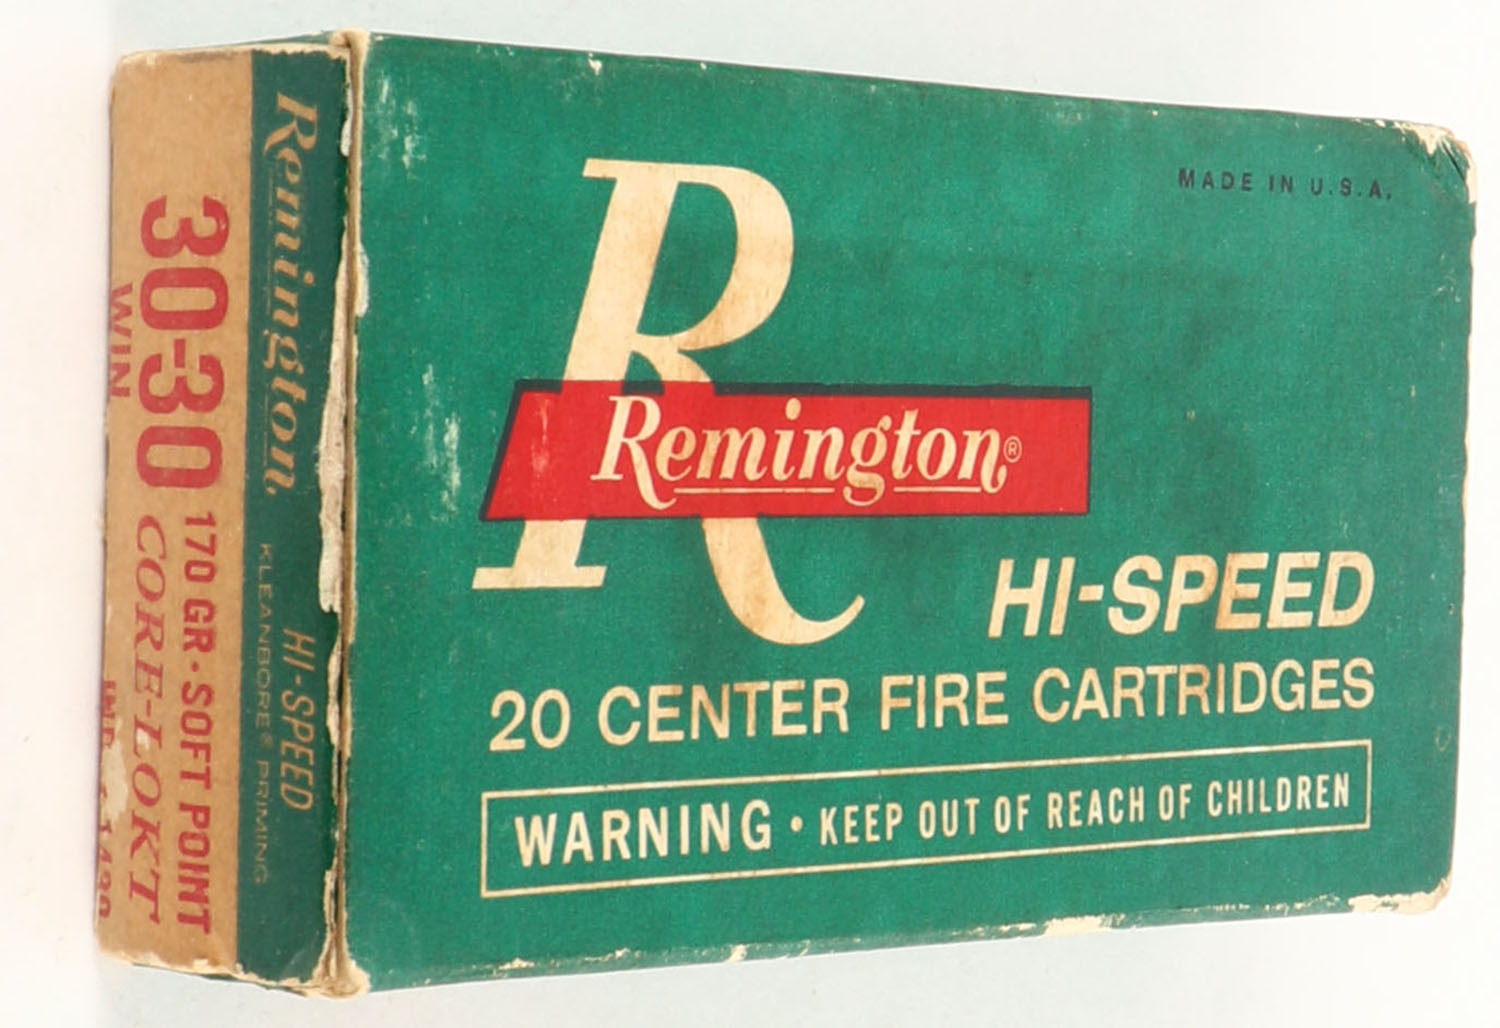 MADE IN U.S.A.
R
Remington®
HI-SPEED
20 CENTER FIRE CARTRIDGES
WARNING • KEEP OUT OF REACH OF CHILDREN
Remington
HI-SPEED
KLEANBORE® PRIMING
30-30
WIN
170 GR · SOFT POINT
CORE-LOKT